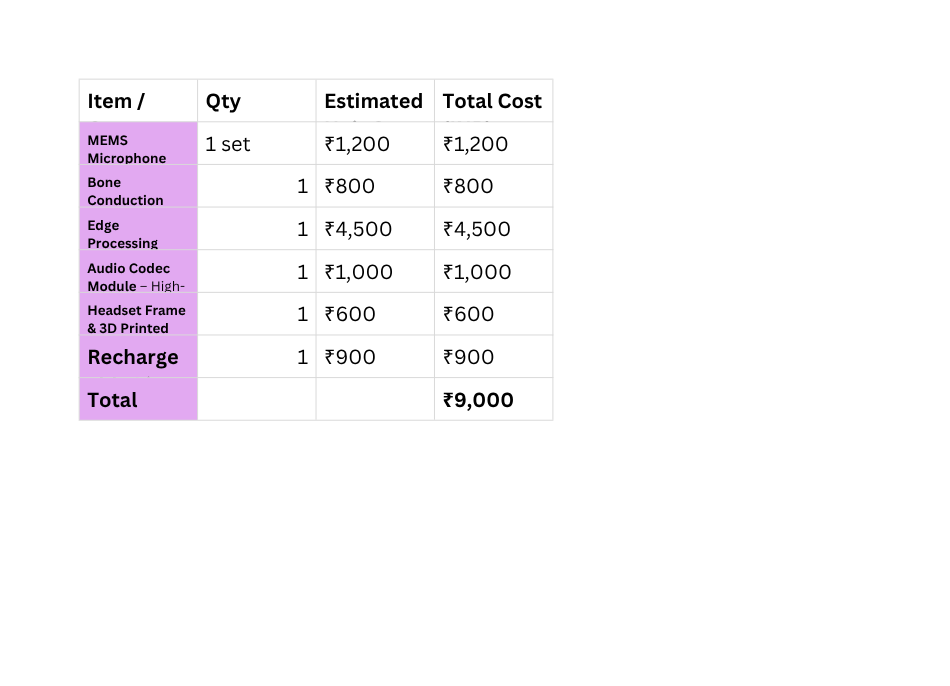 Item / Qty Estimated Total Cost
MEMS
Microphone
1 set ₹1,200 ₹1,200
Bone
Conduction
1 ₹800 ₹800
Edge
Processing
1 ₹4,500 ₹4,500
Audio Codec
Module – High-
1 ₹1,000 ₹1,000
Headset Frame
& 3D Printed
1 ₹600 ₹600
Recharge 1 ₹900 ₹900
Total ₹9,000